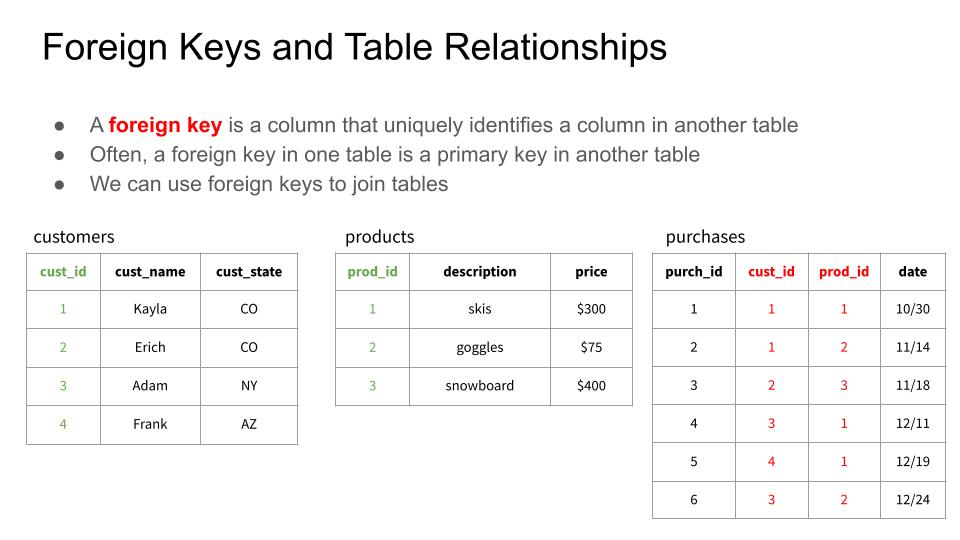 Foreign Keys and Table Relationships
● A foreign key is a column that uniquely identifies a column in another table
● Often, a foreign key in one table is a primary key in another table
● We can use foreign keys to join tables
customers
cust_id cust_name cust_state
1 Kayla CO
2 Erich CO
3 Adam NY
4 Frank AZ
products
prod_id description price
1 skis $300
2 goggles $75
3 snowboard $400
purchases
purch_id cust_id prod_id date
1 1 1 10/30
2 1 2 11/14
3 2 3 11/18
4 3 1 12/11
5 4 1 12/19
6 3 2 12/24